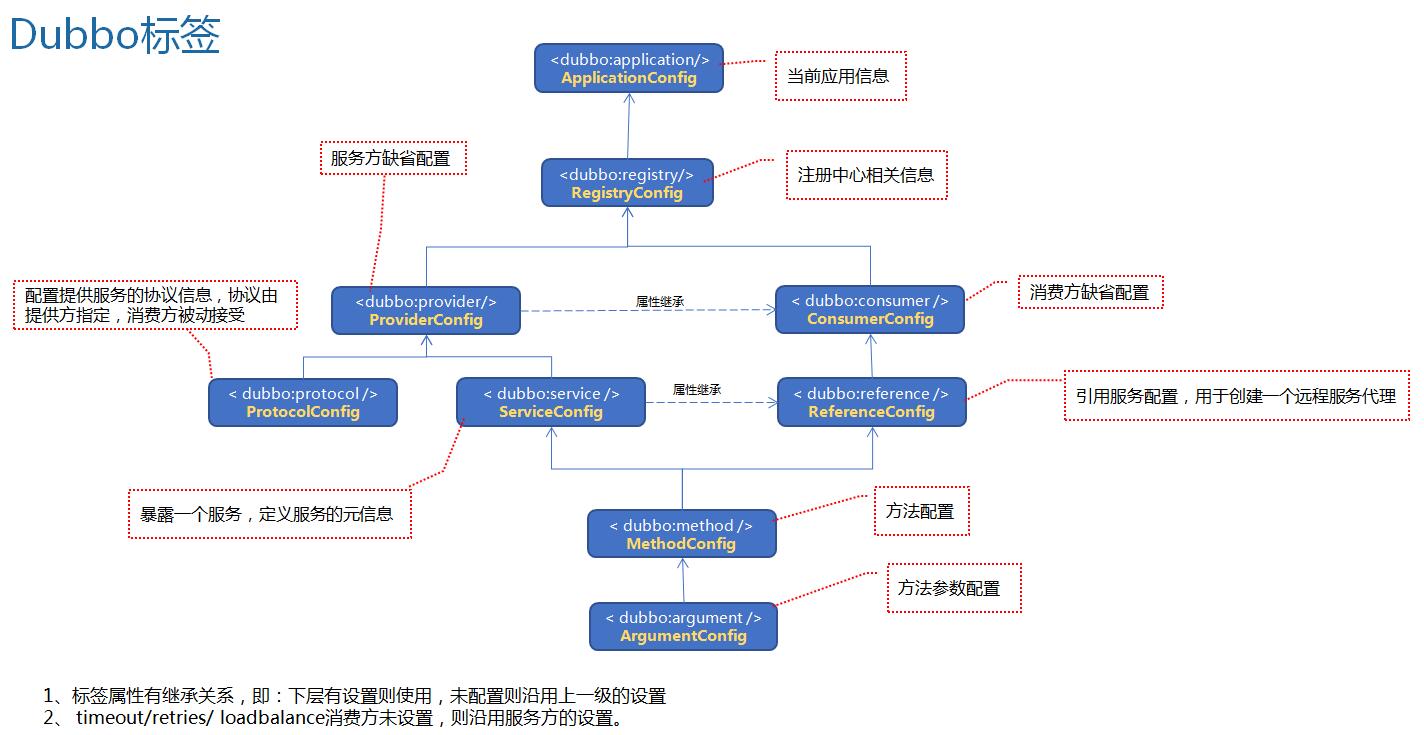 Dubbo标签
<dubbo:application/>
ApplicationConfig
当前应用信息
服务方缺省配置
<dubbo:registry/>
RegistryConfig
注册中心相关信息
配置提供服务的协议信息，协议由
提供方指定，消费方被动接受
<dubbo:provider/>
ProviderConfig
属性继承
< dubbo:consumer />
ConsumerConfig
消费方缺省配置
< dubbo:protocol />
ProtocolConfig
< dubbo:service />
ServiceConfig
属性继承
< dubbo:reference />
ReferenceConfig
引用服务配置，用于创建一个远程服务代理
暴露一个服务，定义服务的元信息
< dubbo:method />
MethodConfig
方法配置
< dubbo:argument />
ArgumentConfig
方法参数配置
1、标签属性有继承关系，即：下层有设置则使用，未配置则沿用上一级的设置
2、 timeout/retries/ loadbalance消费方未设置，则沿用服务方的设置。